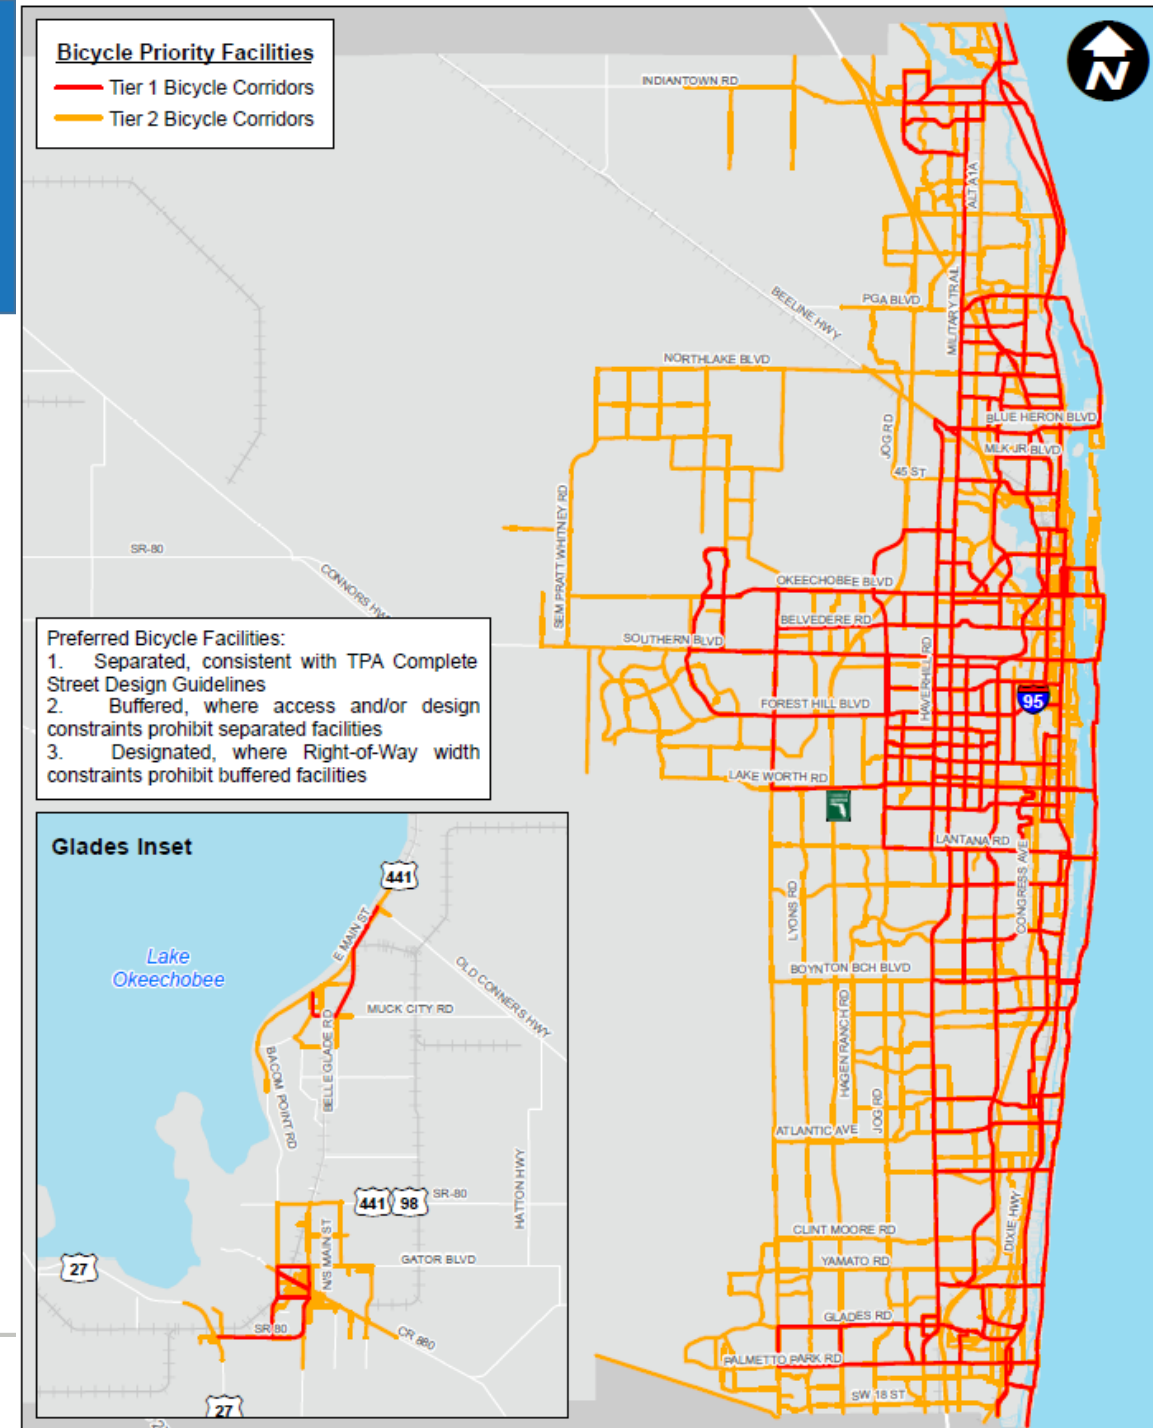 Bicycle Priority Facilities
Tier 1 Bicycle Corridors
Tier 2 Bicycle Corridors
N
INDIANTOWN RD
ALT A1A
MILITARY TRAIL
PGA BLVD
BEELINE HWY
NORTHLAKE BLVD
JOG RD
BLUE HERON BLVD
MLK JR BLVD
45 ST
SEM PRATT WHITNEY RD
SR-80
CONNORS HWY
OKEECHOBEE BLVD
BELVEDERE RD
SOUTHERN BLVD
HAVERHILL RD
FOREST HILL BLVD
95
LAKE WORTH RD
LANTANA RD
CONGRESS AVE
LYONS RD
BOYNTON BCH BLVD
HAGEN RANCH RD
JOG RD
ATLANTIC AVE
CLINT MOORE RD
DIXIE HWY
YAMATO RD
GLADES RD
PALMETTO PARK RD
SW 18 ST
Preferred Bicycle Facilities:
1. Separated, consistent with TPA Complete
Street Design Guidelines
2. Buffered, where access and/or design
constraints prohibit separated facilities
3. Designated, where Right-of-Way width
constraints prohibit buffered facilities
Glades Inset
441
E MAIN ST
Lake
Okeechobee
OLD CONNERS HWY
MUCK CITY RD
BELLE GLADE RD
BACOM POINT RD
HATTON HWY
441 98 SR-80
N/S MAIN ST
GATOR BLVD
27
SR 80
CR 880
27